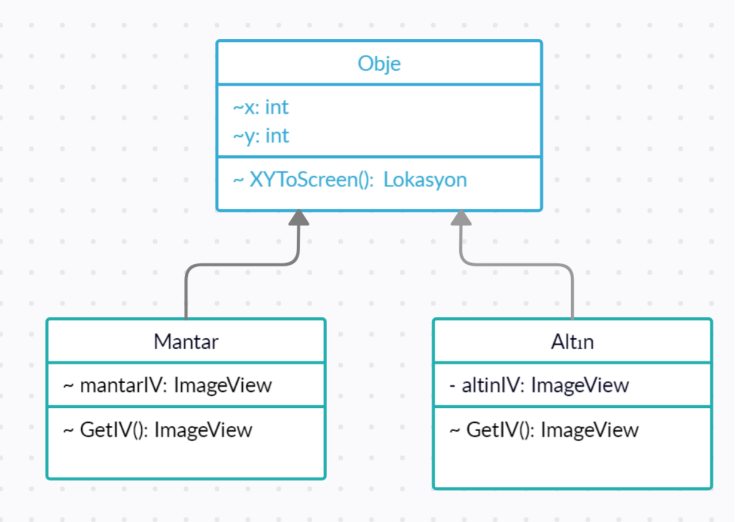 Obje
~x: int
~y: int
~ XYToScreen(): Lokasyon
Mantar
~ mantarIV: ImageView
~ GetIV(): ImageView
Altın
- altinIV: ImageView
~ GetIV(): ImageView